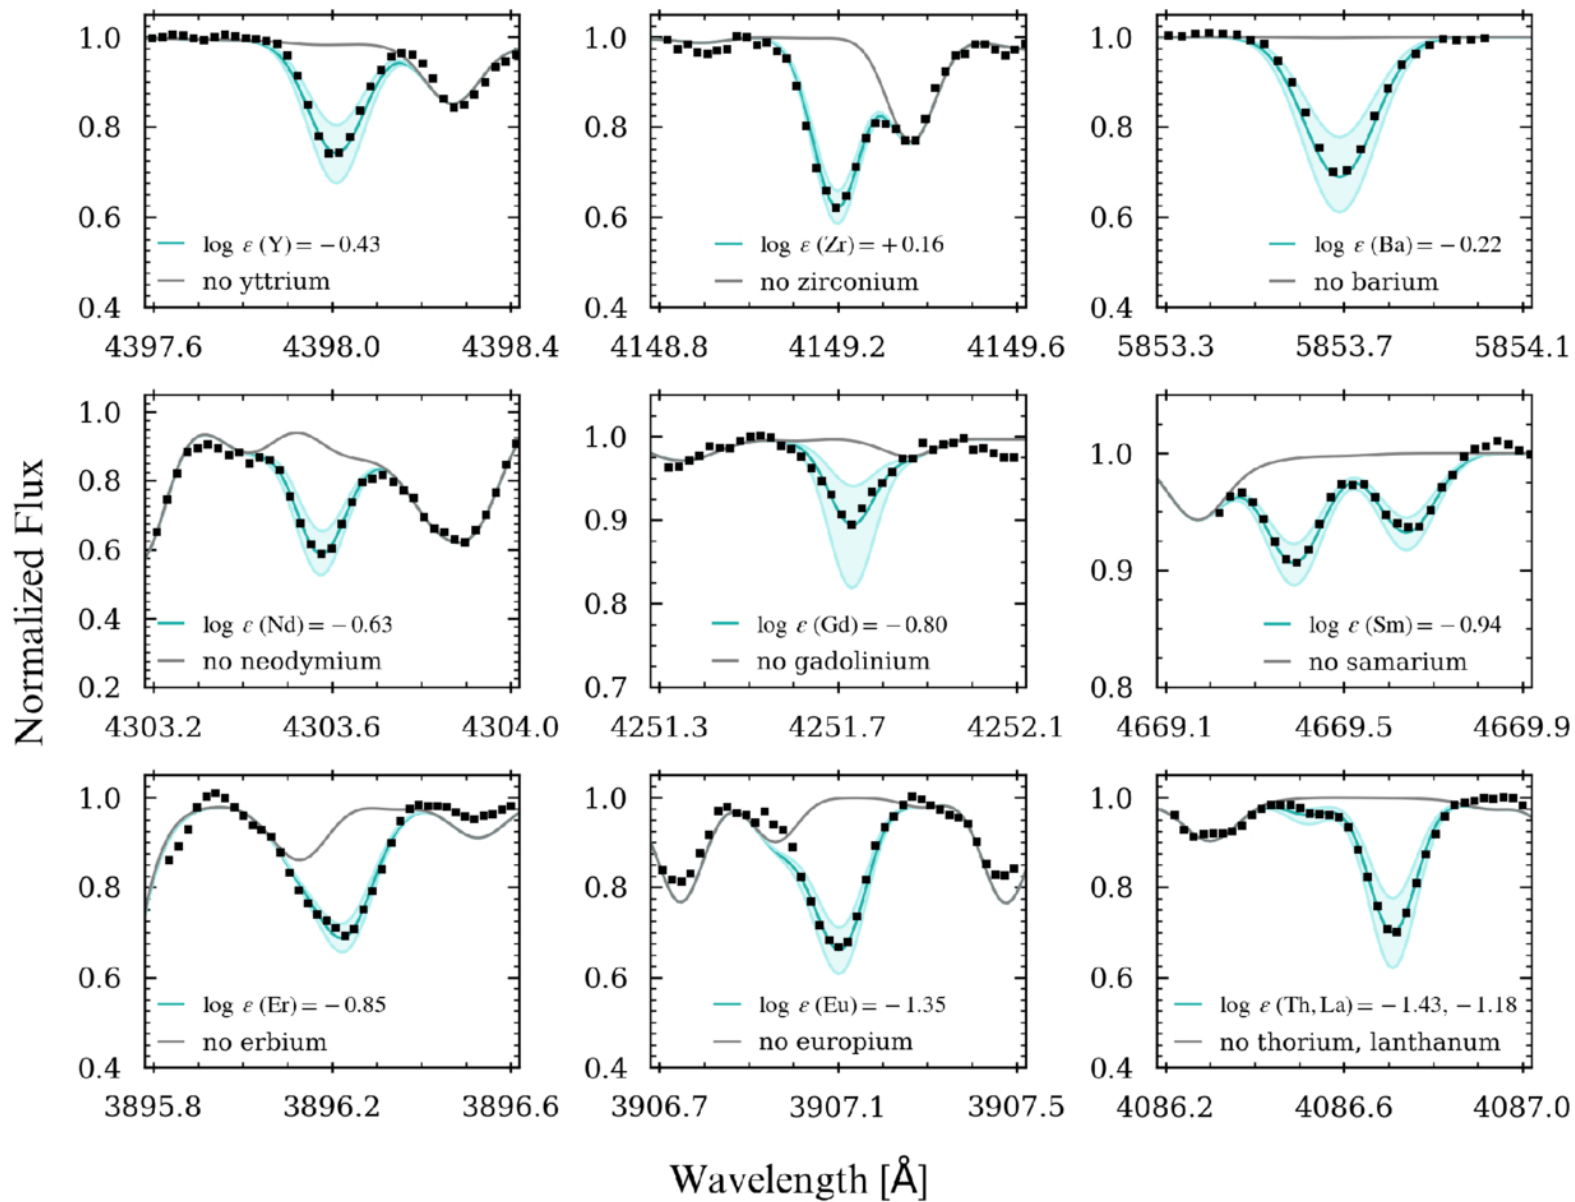 Normalized Flux
1.0
0.8
0.6
0.4
log ε (Y) = −0.43
no yttrium
4397.6 4398.0 4398.4
1.0
0.8
0.6
0.4
log ε (Zr) = +0.16
no zirconium
4148.8 4149.2 4149.6
1.0
0.8
0.6
0.4
log ε (Ba) = −0.22
no barium
5853.3 5853.7 5854.1
1.0
0.8
0.6
0.4
0.2
log ε (Nd) = −0.63
no neodymium
4303.2 4303.6 4304.0
1.0
0.9
0.8
0.7
log ε (Gd) = −0.80
no gadolinium
4251.3 4251.7 4252.1
1.0
0.9
0.8
log ε (Sm) = −0.94
no samarium
4669.1 4669.5 4669.9
1.0
0.8
0.6
0.4
log ε (Er) = −0.85
no erbium
3895.8 3896.2 3896.6
1.0
0.8
0.6
0.4
log ε (Eu) = −1.35
no europium
3906.7 3907.1 3907.5
1.0
0.8
0.6
0.4
log ε (Th, La) = −1.43, −1.18
no thorium, lanthanum
4086.2 4086.6 4087.0
Wavelength [Å]